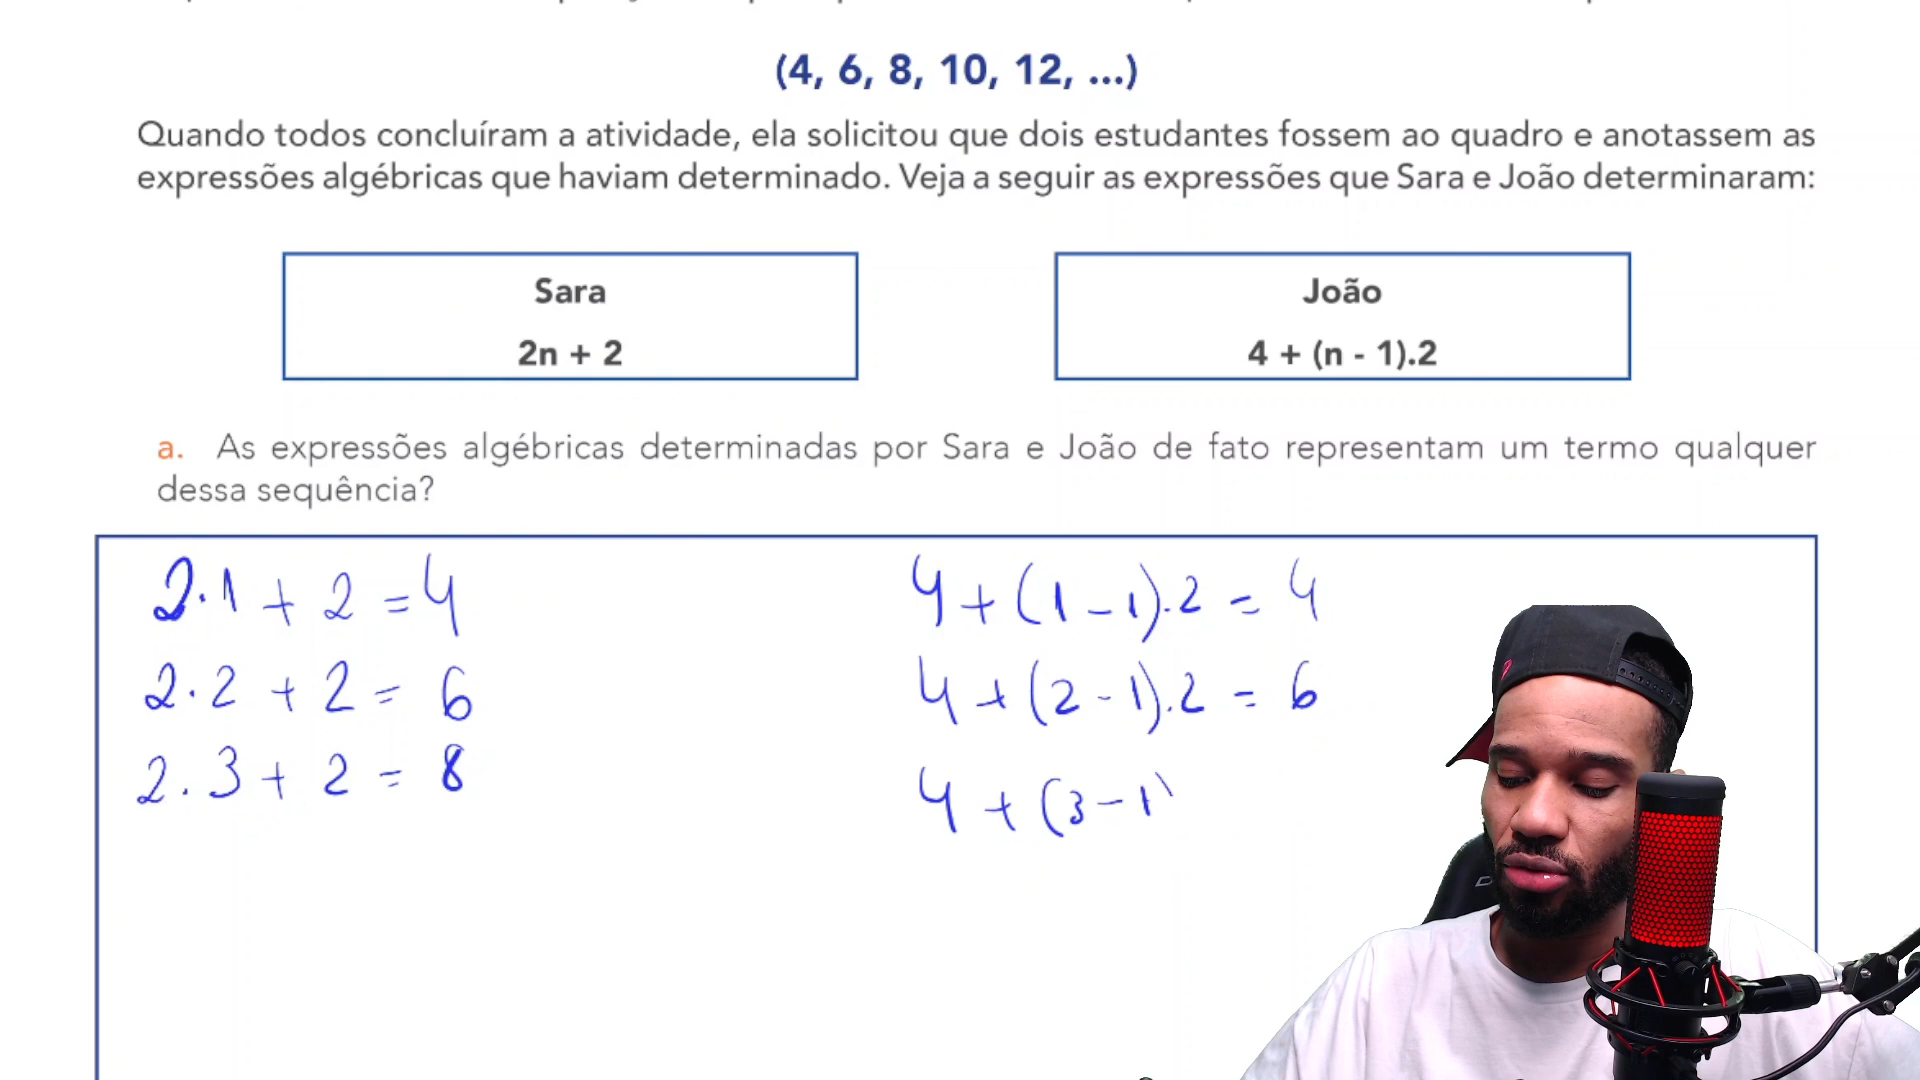 (4, 6, 8, 10, 12, ...)
Quando todos concluíram a atividade, ela solicitou que dois estudantes fossem ao quadro e anotassem as
expressões algébricas que haviam determinado. Veja a seguir as expressões que Sara e João determinaram:
Sara
2n + 2
João
4 + (n - 1).2
a. As expressões algébricas determinadas por Sara e João de fato representam um termo qualquer
dessa sequência?
2.1 + 2 = 4
2.2 + 2 = 6
2.3 + 2 = 8
4 + (1 - 1).2 = 4
4 + (2 - 1).2 = 6
4 + (3 - 1)